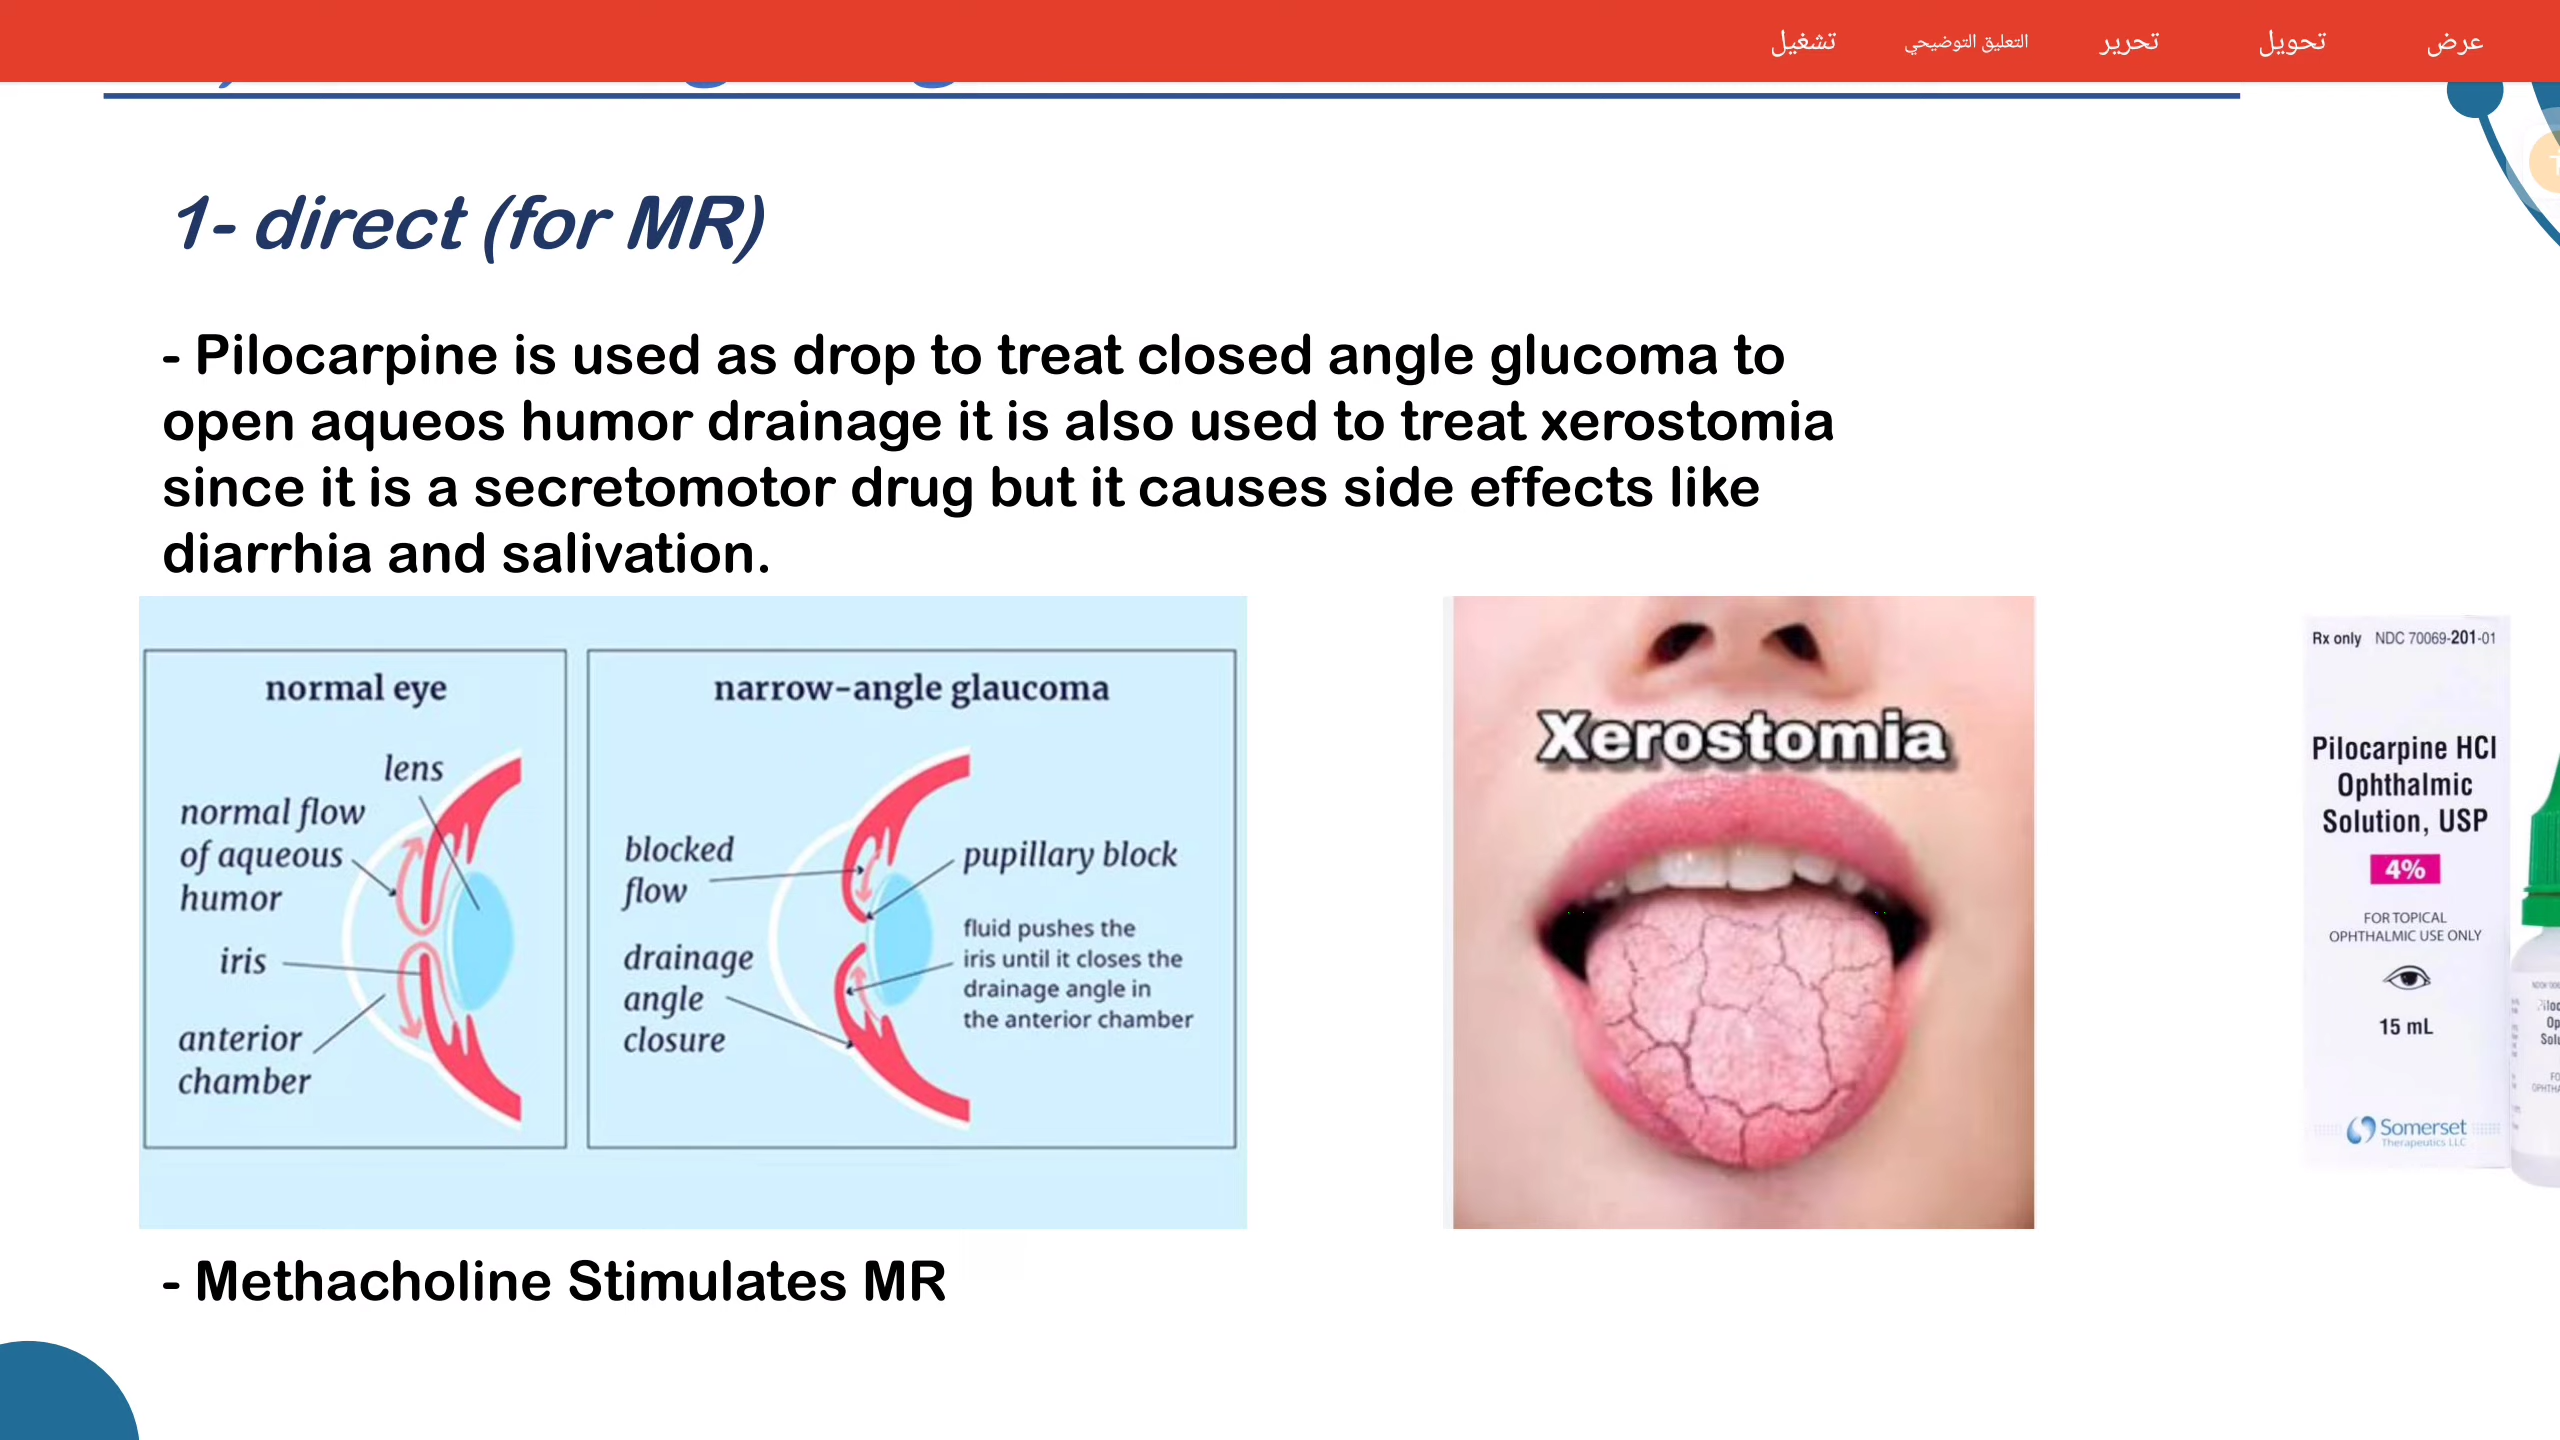 عرض
تحويل
تحرير
التعليق التوضيحي
تشغيل
1- direct (for MR)
- Pilocarpine is used as drop to treat closed angle glucoma to
open aqueos humor drainage it is also used to treat xerostomia
since it is a secretomotor drug but it causes side effects like
diarrhia and salivation.
normal eye
lens
normal flow
of aqueous
humor
iris
anterior
chamber
narrow-angle glaucoma
blocked
flow
pupillary block
drainage
angle
closure
fluid pushes the
iris until it closes the
drainage angle in
the anterior chamber
Xerostomia
Rx only NDC 70069-201-01
Pilocarpine HCl
Ophthalmic
Solution, USP
4%
FOR TOPICAL
OPHTHALMIC USE ONLY
15 mL
Somerset
Therapeutics LLC
- Methacholine Stimulates MR